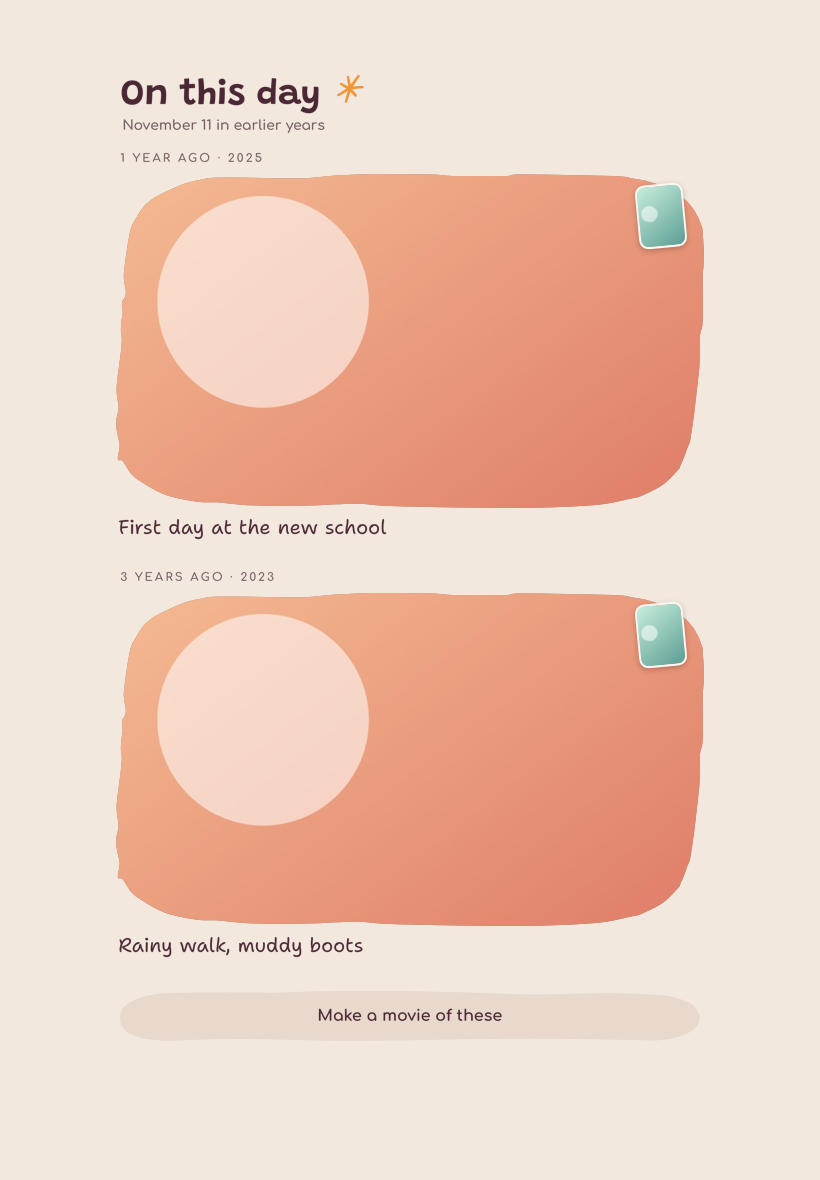 On this day
November 11 in earlier years
1 YEAR AGO · 2025
First day at the new school
3 YEARS AGO · 2023
Rainy walk, muddy boots
Make a movie of these